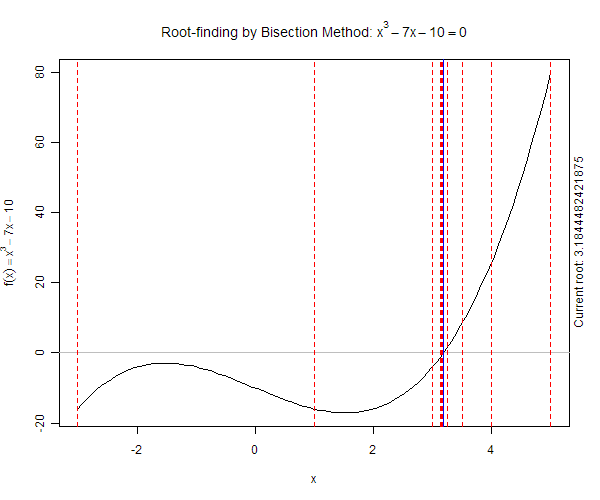 Root-finding by Bisection Method: x³ − 7x − 10 = 0
f(x) = x³ − 7x − 10
80
60
40
20
0
-20
-2
0
2
4
x
Current root: 3.1844482421875